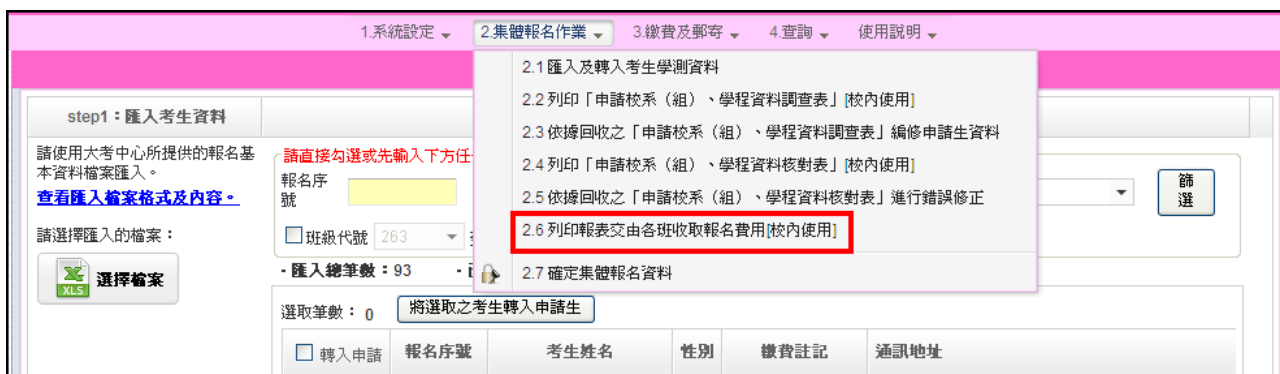 1.系統設定
2.集體報名作業
3.繳費及郵寄
4.查詢
使用說明
2.1 匯入及轉入考生學測資料
2.2 列印「申請校系（組）、學程資料調查表」[校內使用]
2.3 依據回收之「申請校系（組）、學程資料調查表」編修申請生資料
2.4 列印「申請校系（組）、學程資料核對表」[校內使用]
2.5 依據回收之「申請校系（組）、學程資料核對表」進行錯誤修正
2.6 列印報表交由各班收取報名費用[校內使用]
2.7 確定集體報名資料
step1：匯入考生資料
請使用大考中心所提供的報名基
本資料檔案匯入。
查看匯入檔案格式及內容。
請選擇匯入的檔案：
XLS
選擇檔案
請直接勾選或先輸入下方任
報名序
號
篩
選
班級代號 263
‧匯入總筆數：93
選取筆數： 0
將選取之考生轉入申請生
轉入申請 報名序號 考生姓名 性別 繳費註記 通訊地址